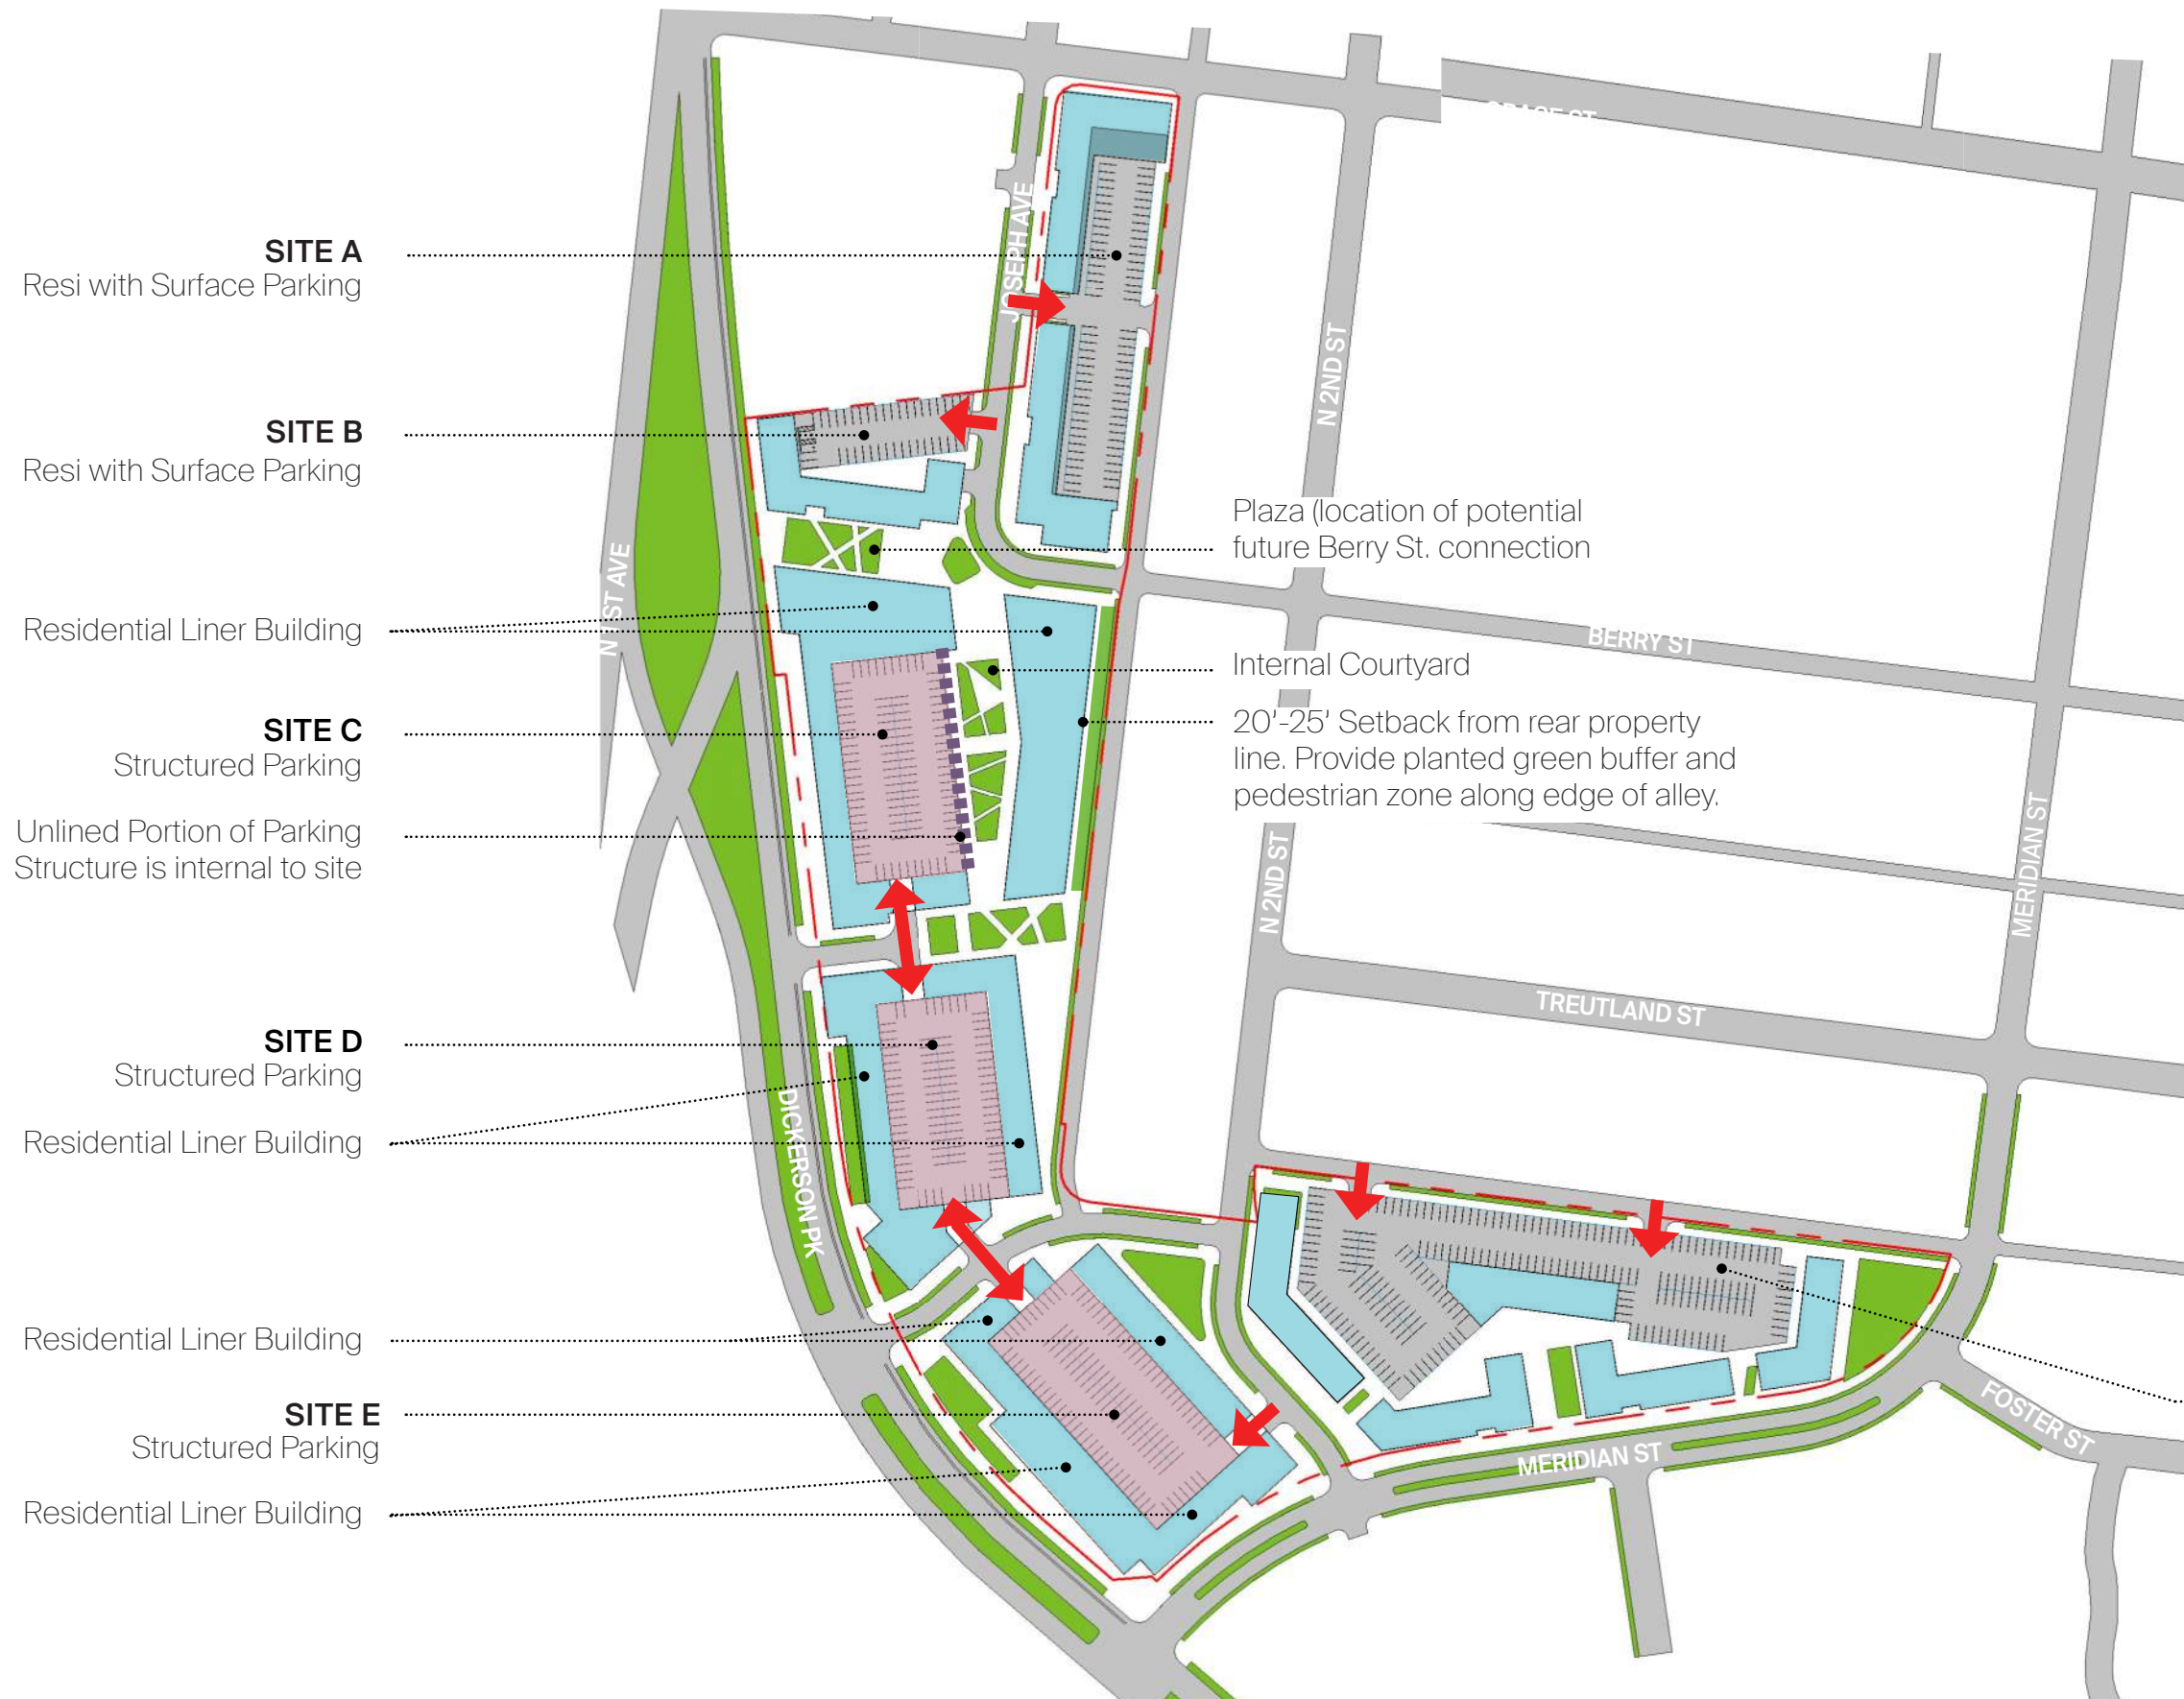 SITE A
Resi with Surface Parking
SITE B
Resi with Surface Parking
Residential Liner Building
SITE C
Structured Parking
Unlined Portion of Parking
Structure is internal to site
SITE D
Structured Parking
Residential Liner Building
Residential Liner Building
SITE E
Structured Parking
Residential Liner Building
Plaza (location of potential
future Berry St. connection
Internal Courtyard
20'-25' Setback from rear property
line. Provide planted green buffer and
pedestrian zone along edge of alley.
JOSEPH AVE
N 2ND ST
N 1ST AVE
BERRY ST
N 2ND ST
MERIDIAN ST
TREUTLAND ST
DICKERSON PK
MERIDIAN ST
FOSTER ST